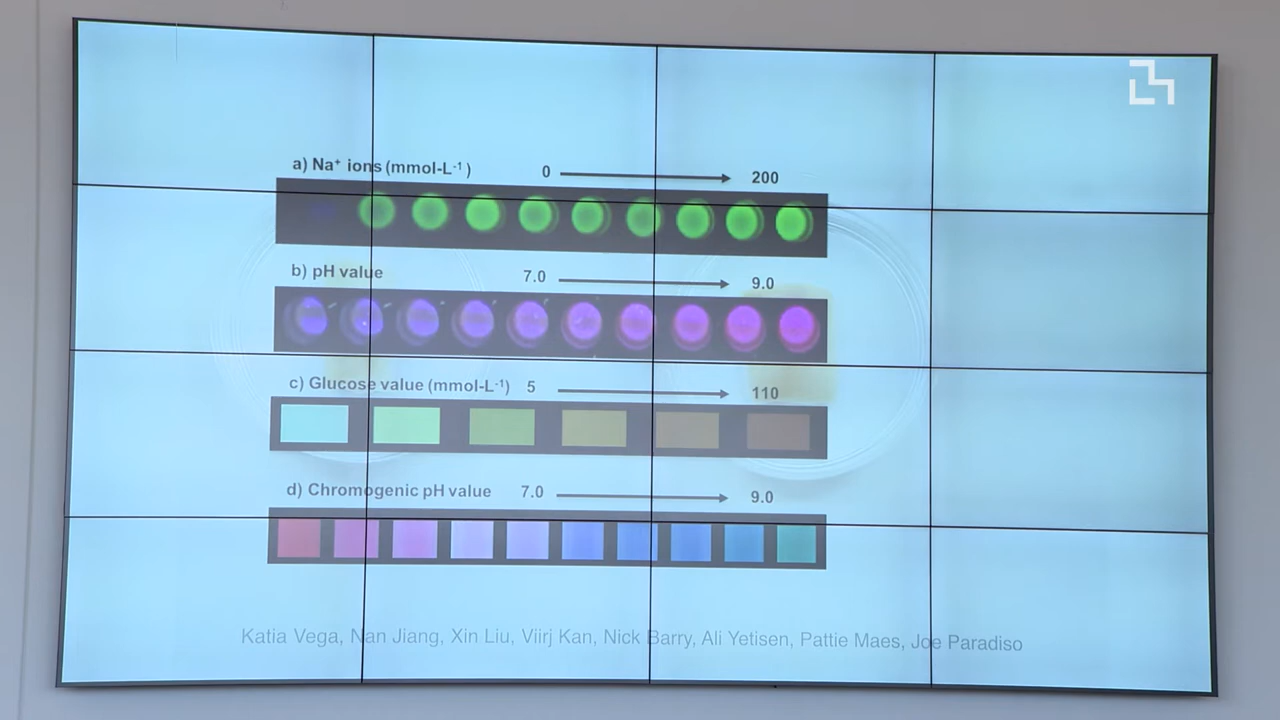 a) Na⁺ ions (mmol-L⁻¹) 0 200
b) pH value 7.0 9.0
c) Glucose value (mmol-L⁻¹) 5 110
d) Chromogenic pH value 7.0 9.0
Katia Vega, Nan Jiang, Xin Liu, Viirj Kan, Nick Barry, Ali Yetisen, Pattie Maes, Joe Paradiso